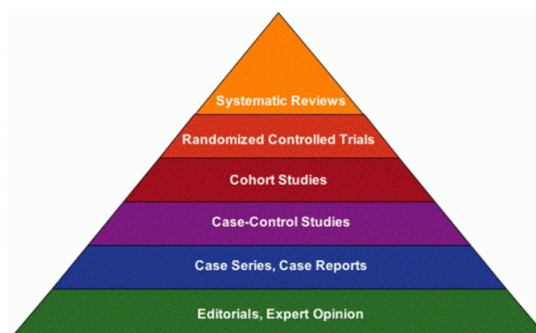 Systematic Reviews
Randomized Controlled Trials
Cohort Studies
Case-Control Studies
Case Series, Case Reports
Editorials, Expert Opinion